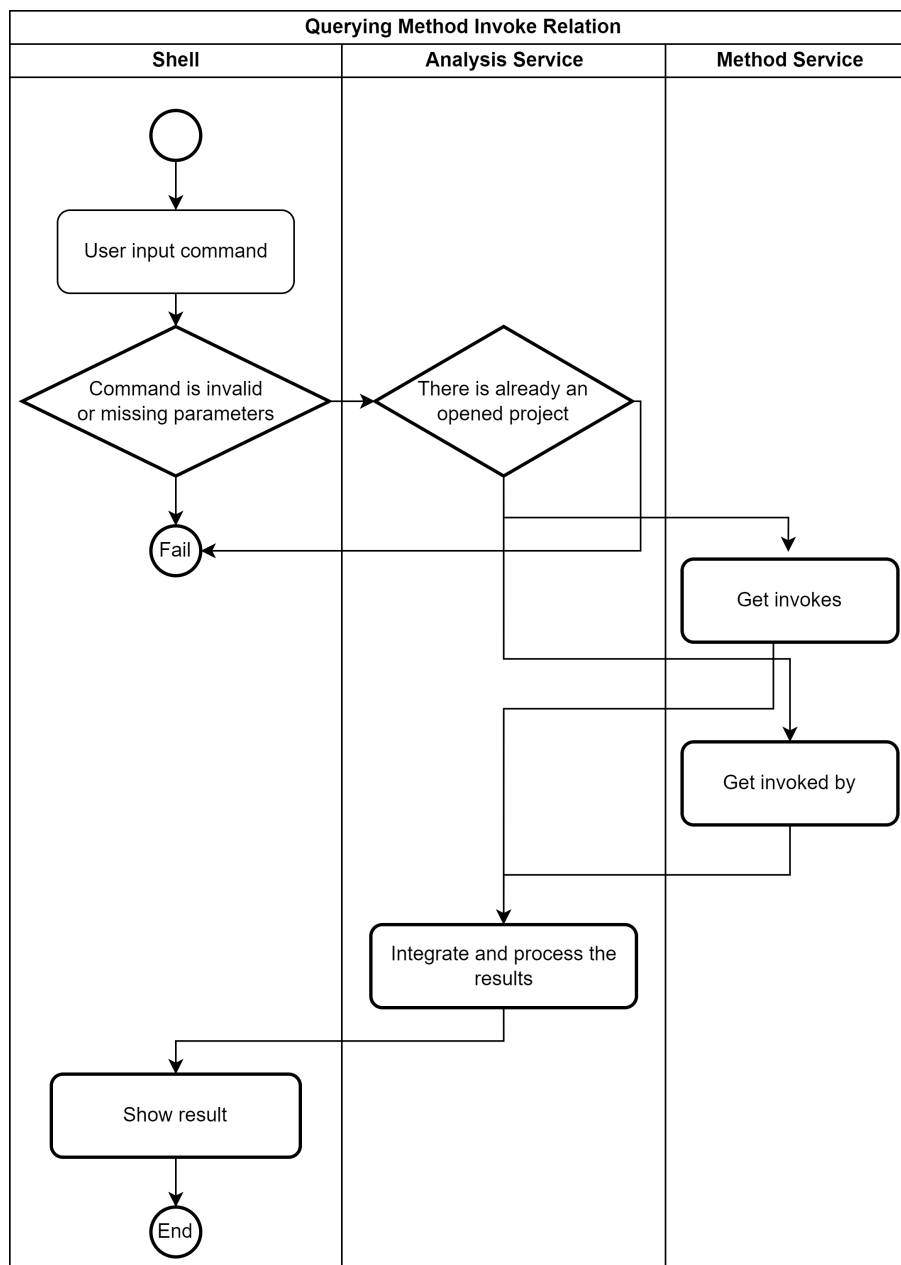 Querying Method Invoke Relation
Shell
Analysis Service
Method Service
User input command
Command is invalid
or missing parameters
There is already an
opened project
Fail
Get invokes
Get invoked by
Integrate and process the
results
Show result
End